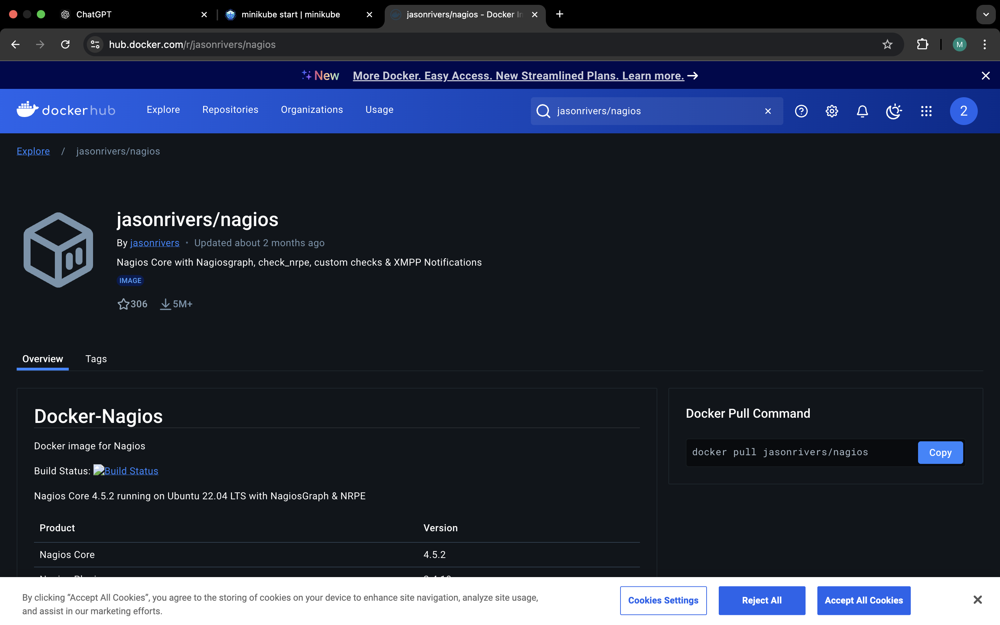 ChatGPT
minikube start | minikube
jasonrivers/nagios - Docker In
hub.docker.com/r/jasonrivers/nagios
M
New More Docker. Easy Access. New Streamlined Plans. Learn more.
dockerhub Explore Repositories Organizations Usage
jasonrivers/nagios
2
Explore / jasonrivers/nagios
jasonrivers/nagios
By jasonrivers • Updated about 2 months ago
Nagios Core with Nagiosgraph, check_nrpe, custom checks & XMPP Notifications
IMAGE
306 5M+
Overview Tags
Docker-Nagios
Docker image for Nagios
Build Status: Build Status
Nagios Core 4.5.2 running on Ubuntu 22.04 LTS with NagiosGraph & NRPE
Product Version
Nagios Core 4.5.2
Docker Pull Command
docker pull jasonrivers/nagios
Copy
By clicking “Accept All Cookies”, you agree to the storing of cookies on your device to enhance site navigation, analyze site usage,
and assist in our marketing efforts.
Cookies Settings
Reject All
Accept All Cookies